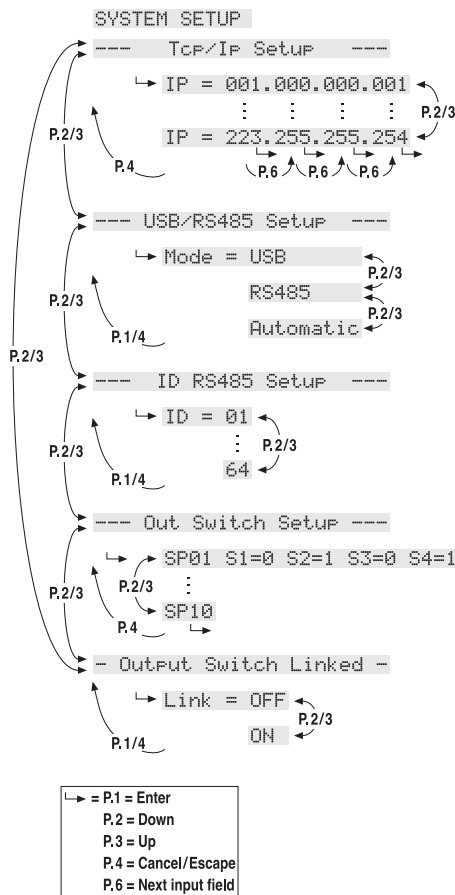 SYSTEM SETUP
--- Tcp/Ip Setup ---
IP = 001.000.000.001
P.2/3
P.2/3
IP = 223.255.255.254
P.4
P.6 P.6 P.6
--- USB/RS485 Setup ---
Mode = USB
P.2/3
P.2/3
RS485
P.2/3
Automatic
P.1/4
P.2/3
--- ID RS485 Setup ---
ID = 01
P.2/3
P.2/3
64
P.1/4
--- Out Switch Setup ---
SP01 S1=0 S2=1 S3=0 S4=1
P.2/3
P.2/3
SP10
P.4
- Output Switch Linked -
Link = OFF
P.2/3
ON
P.1/4
= P.1 = Enter
P.2 = Down
P.3 = Up
P.4 = Cancel/Escape
P.6 = Next input field